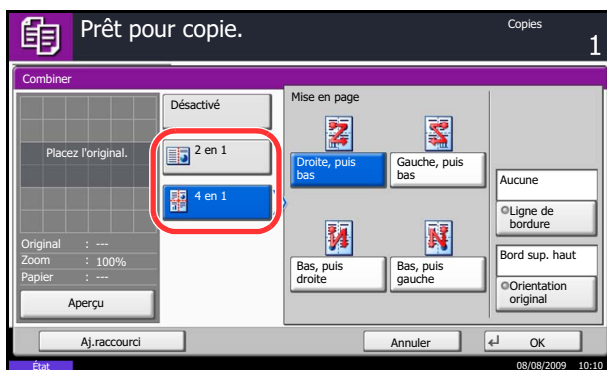 Prêt pour copie.
Copies
1
Combiner
Placez l'original.
Original : ---
Zoom : 100%
Papier : ---
Aperçu
Désactivé
2 en 1
4 en 1
Mise en page
Droite, puis
bas
Gauche, puis
bas
Bas, puis
droite
Bas, puis
gauche
Aucune
Ligne de
bordure
Bord sup. haut
Orientation
original
Aj.raccourci
Annuler
OK
État
08/08/2009 10:10